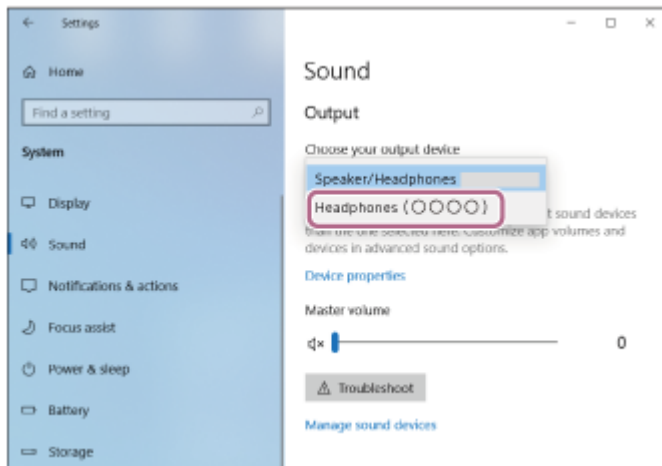 Settings
Home
Find a setting
System
Display
Sound
Notifications & actions
Focus assist
Power & sleep
Battery
Storage
Sound
Output
Choose your output device
Speaker/Headphones
Headphones (○○○○)
t sound devices
than the one selected here. Customize app volumes and
devices in advanced sound options.
Device properties
Master volume
0
Troubleshoot
Manage sound devices